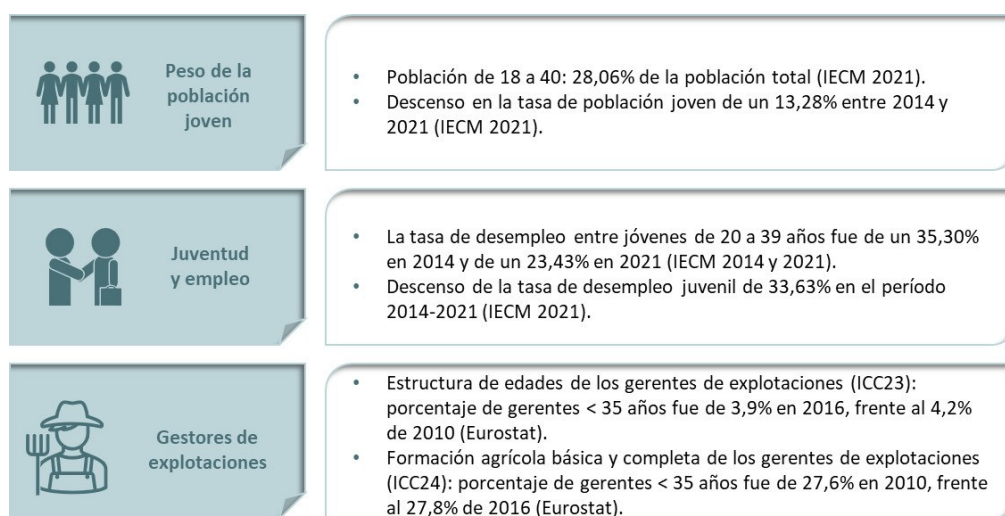 Peso de la
población
joven
• Población de 18 a 40: 28,06% de la población total (IECM 2021).
• Descenso en la tasa de población joven de un 13,28% entre 2014 y
2021 (IECM 2021).
Juventud
y empleo
• La tasa de desempleo entre jóvenes de 20 a 39 años fue de un 35,30%
en 2014 y de un 23,43% en 2021 (IECM 2014 y 2021).
• Descenso de la tasa de desempleo juvenil de 33,63% en el período
2014-2021 (IECM 2021).
Gestores de
explotaciones
• Estructura de edades de los gerentes de explotaciones (ICC23):
porcentaje de gerentes < 35 años fue de 3,9% en 2016, frente al 4,2%
de 2010 (Eurostat).
• Formación agrícola básica y completa de los gerentes de explotaciones
(ICC24): porcentaje de gerentes < 35 años fue de 27,6% en 2010, frente
al 27,8% de 2016 (Eurostat).